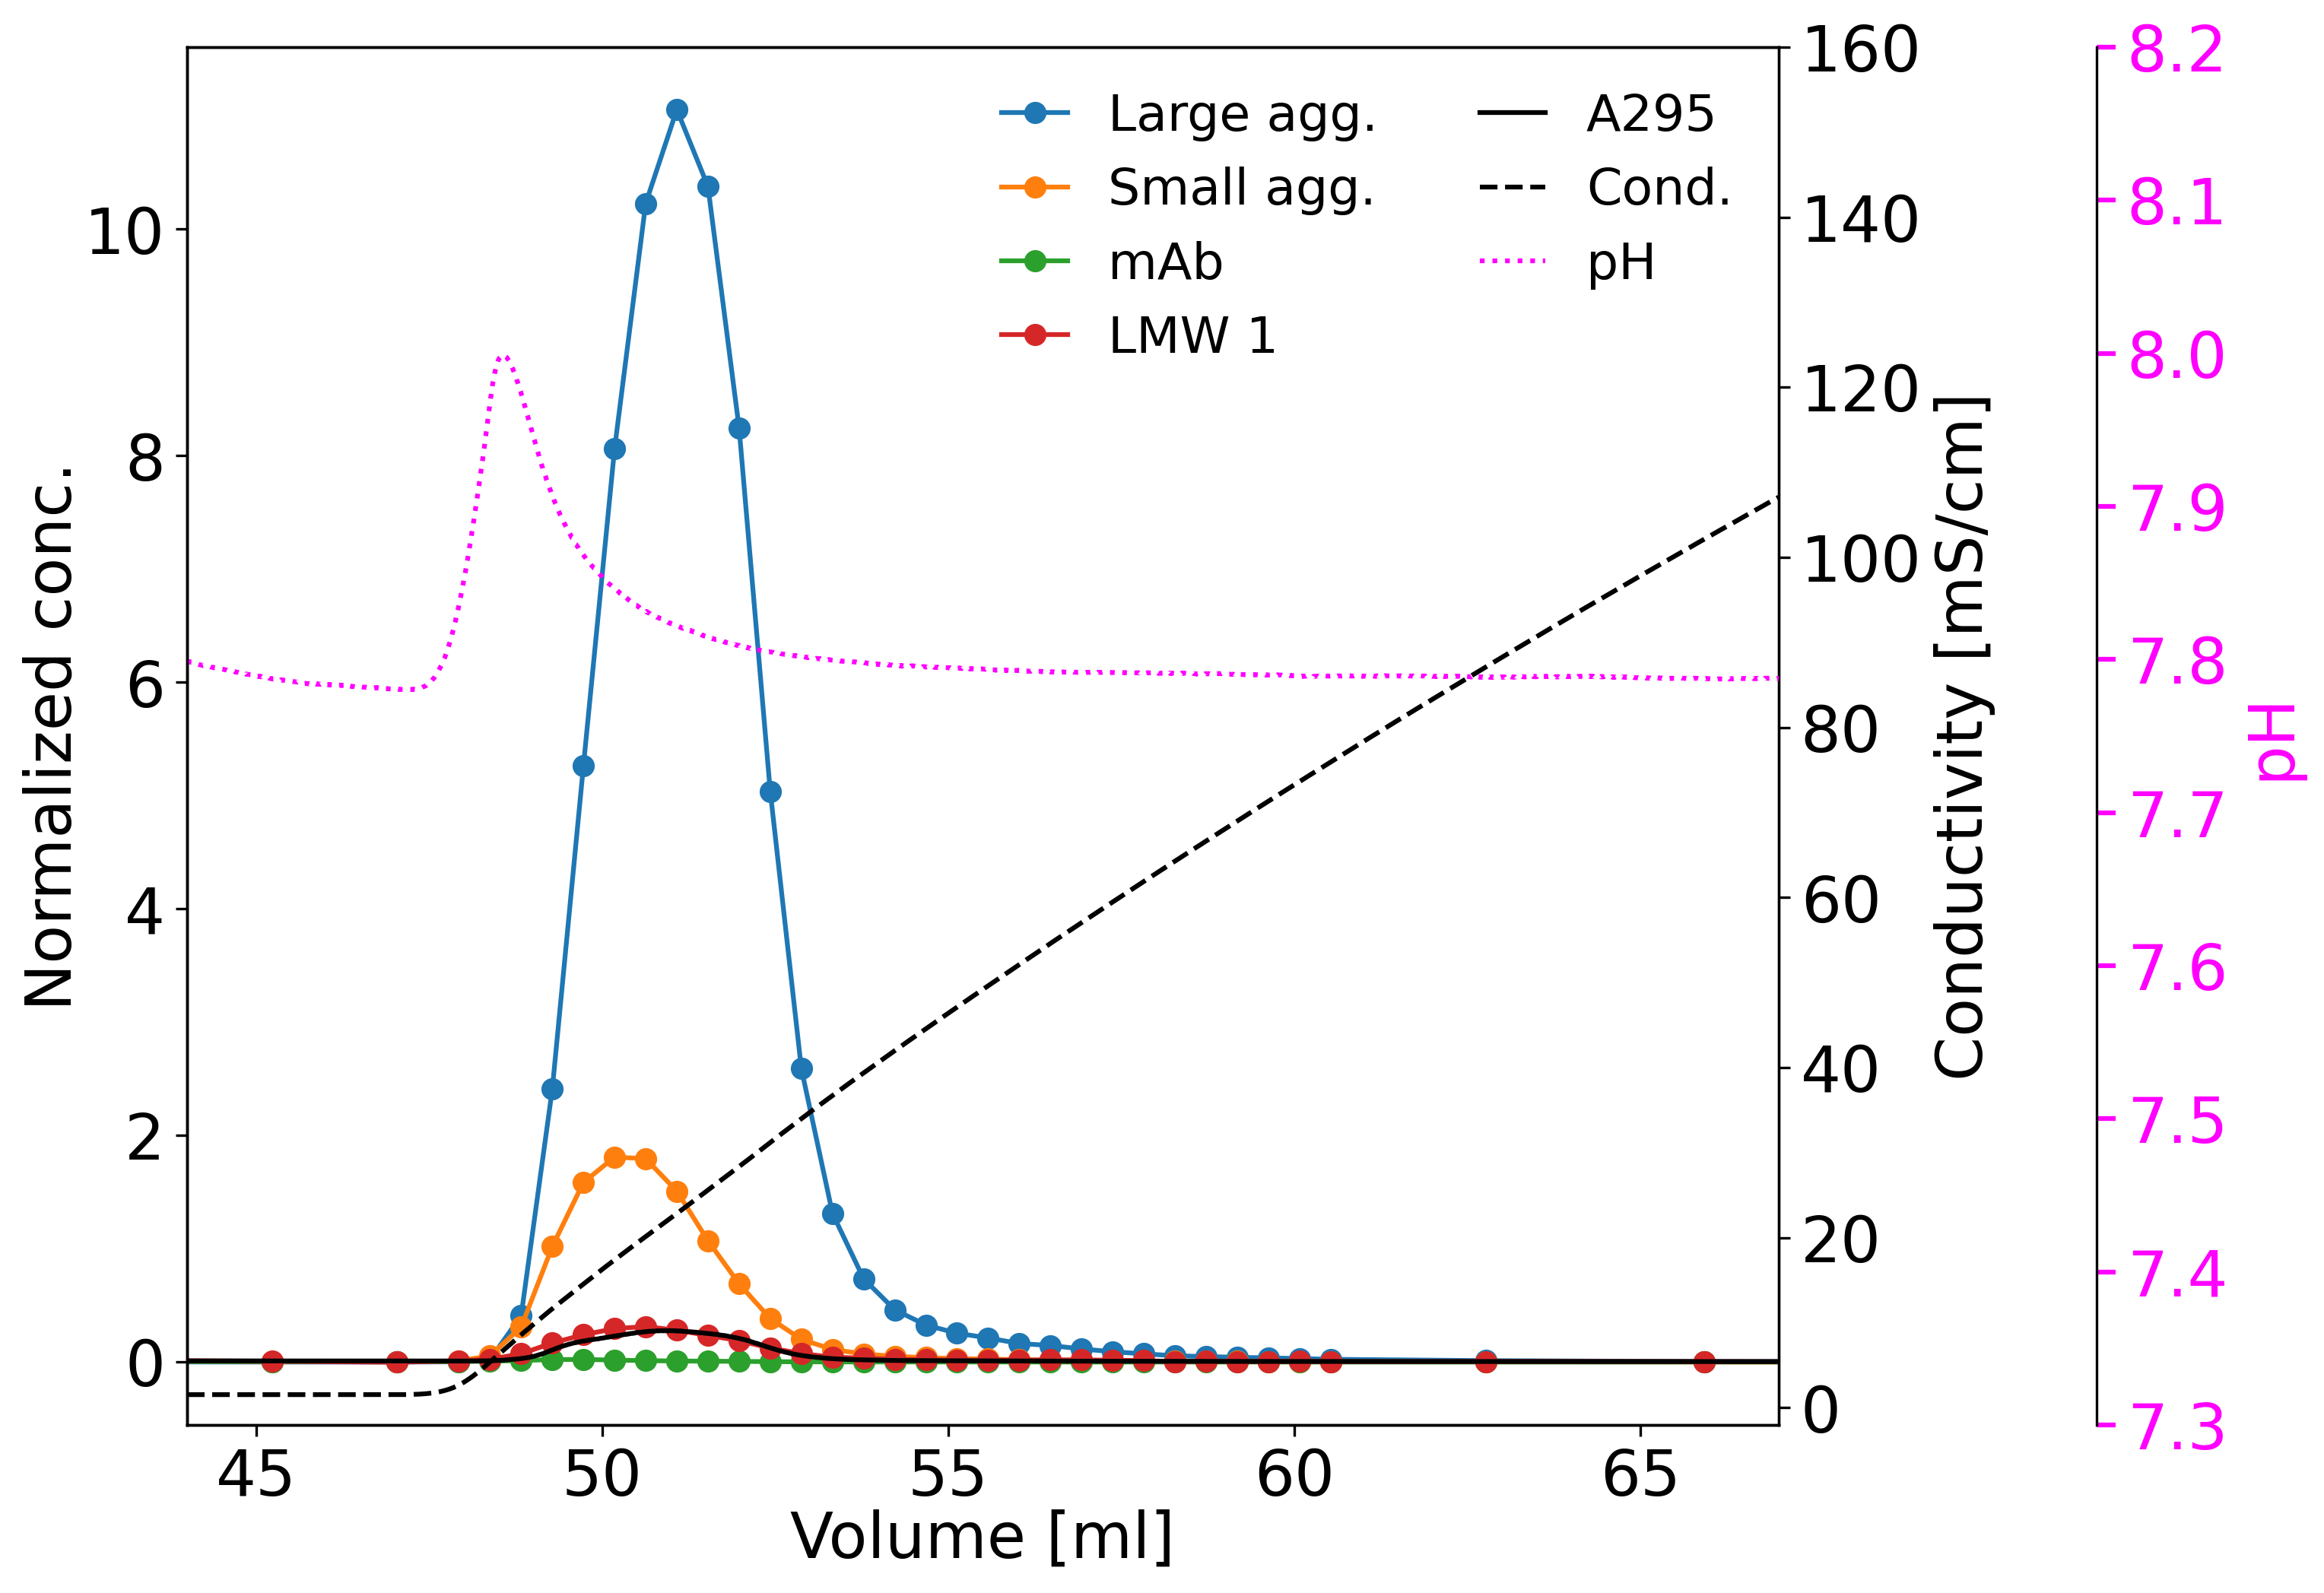 Normalized conc.
10
8
6
4
2
0
45
50
55
60
65
Volume [ml]
Large agg.
Small agg.
mAb
LMW 1
A295
Cond.
pH
160
140
120
100
80
60
40
20
0
Conductivity [mS/cm]
8.2
8.1
8.0
7.9
7.8
7.7
7.6
7.5
7.4
7.3
pH